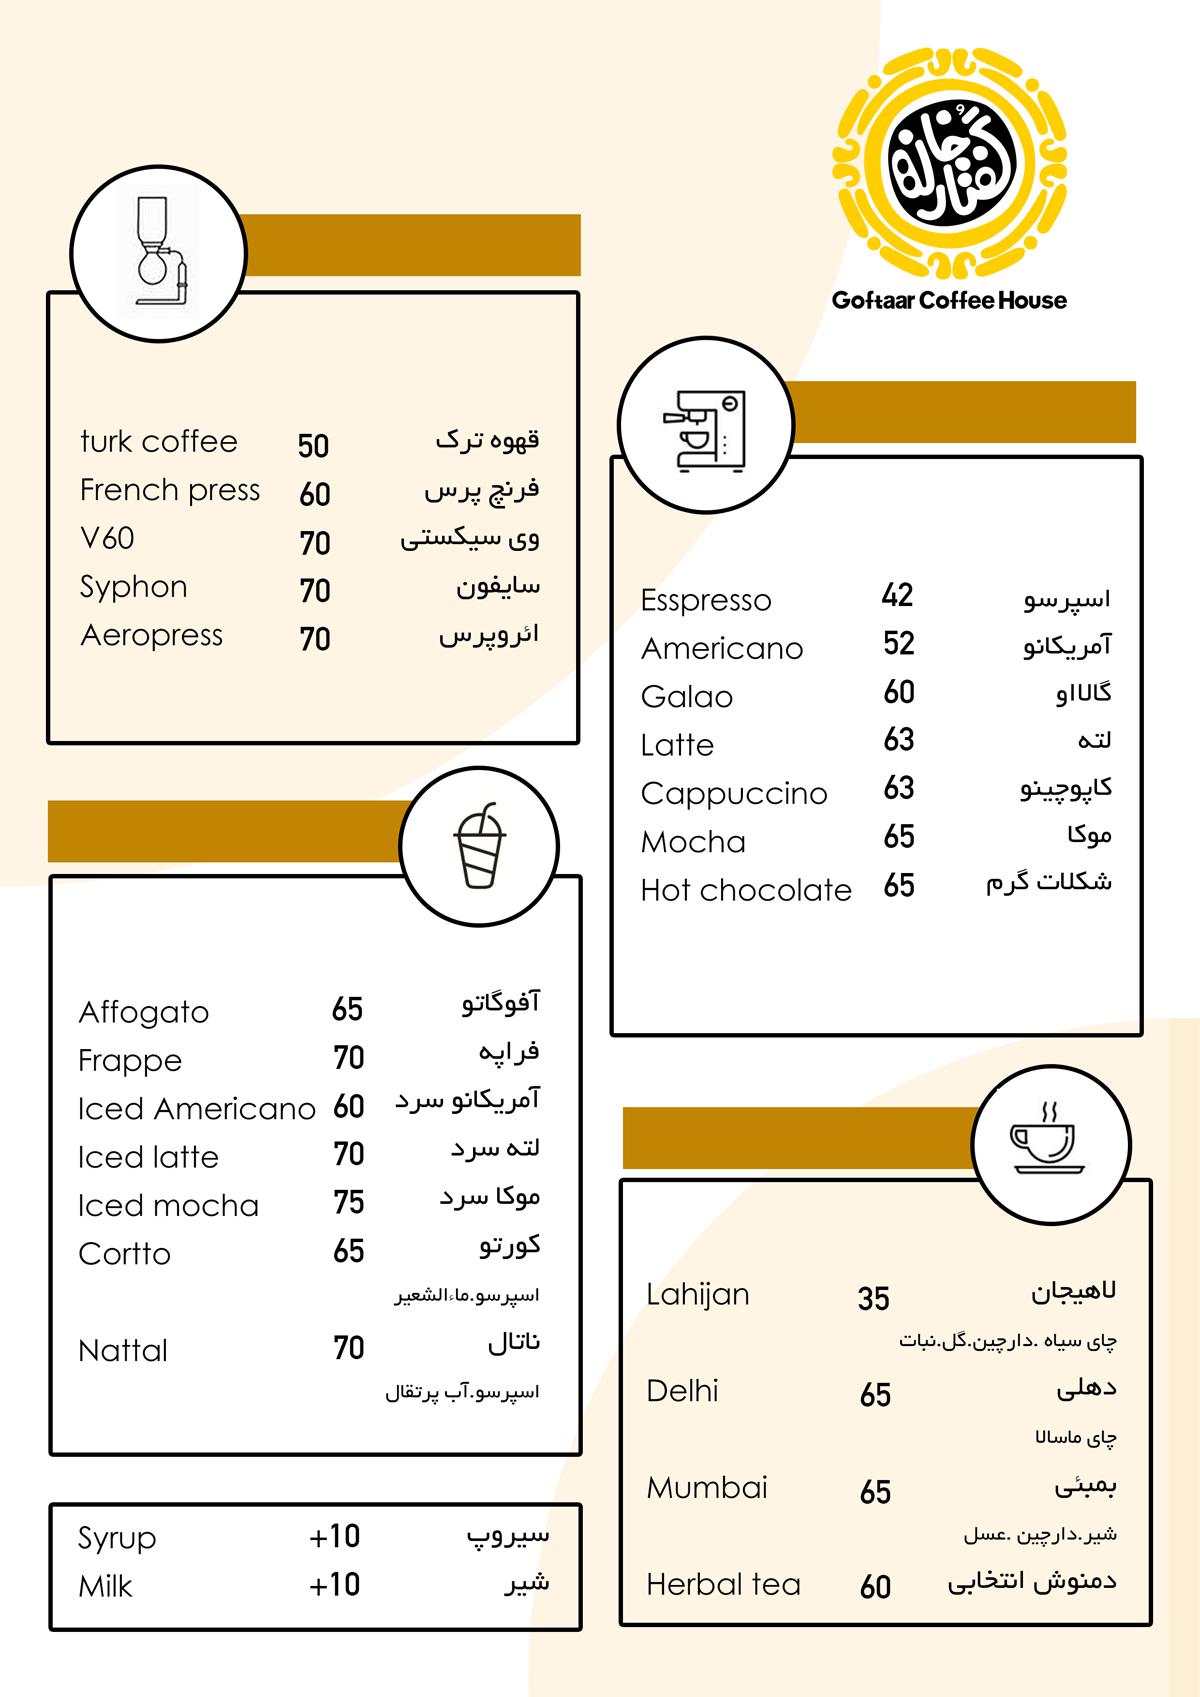 گفتارخانهٔ
Goftaar Coffee House
turk coffee 50 قهوه ترک
French press 60 فرنچ پرس
V60 70 وی سیکستی
Syphon 70 سایفون
Aeropress 70 ائروپرس
Esspresso 42 اسپرسو
Americano 52 آمریکانو
Galao 60 گالااو
Latte 63 لته
Cappuccino 63 کاپوچینو
Mocha 65 موکا
Hot chocolate 65 شکلات گرم
Affogato 65 آفوگاتو
Frappe 70 فراپه
Iced Americano 60 آمریکانو سرد
Iced latte 70 لته سرد
Iced mocha 75 موکا سرد
Cortto 65 کورتو
اسپرسو.ماءالشعیر
Nattal 70 ناتال
اسپرسو.آب پرتقال
Syrup +10 سیروپ
Milk +10 شیر
Lahijan 35 لاهیجان
چای سیاه .دارچین.گل.نبات
Delhi 65 دهلی
چای ماسالا
Mumbai 65 بمبئی
شیر.دارچین .عسل
Herbal tea 60 دمنوش انتخابی